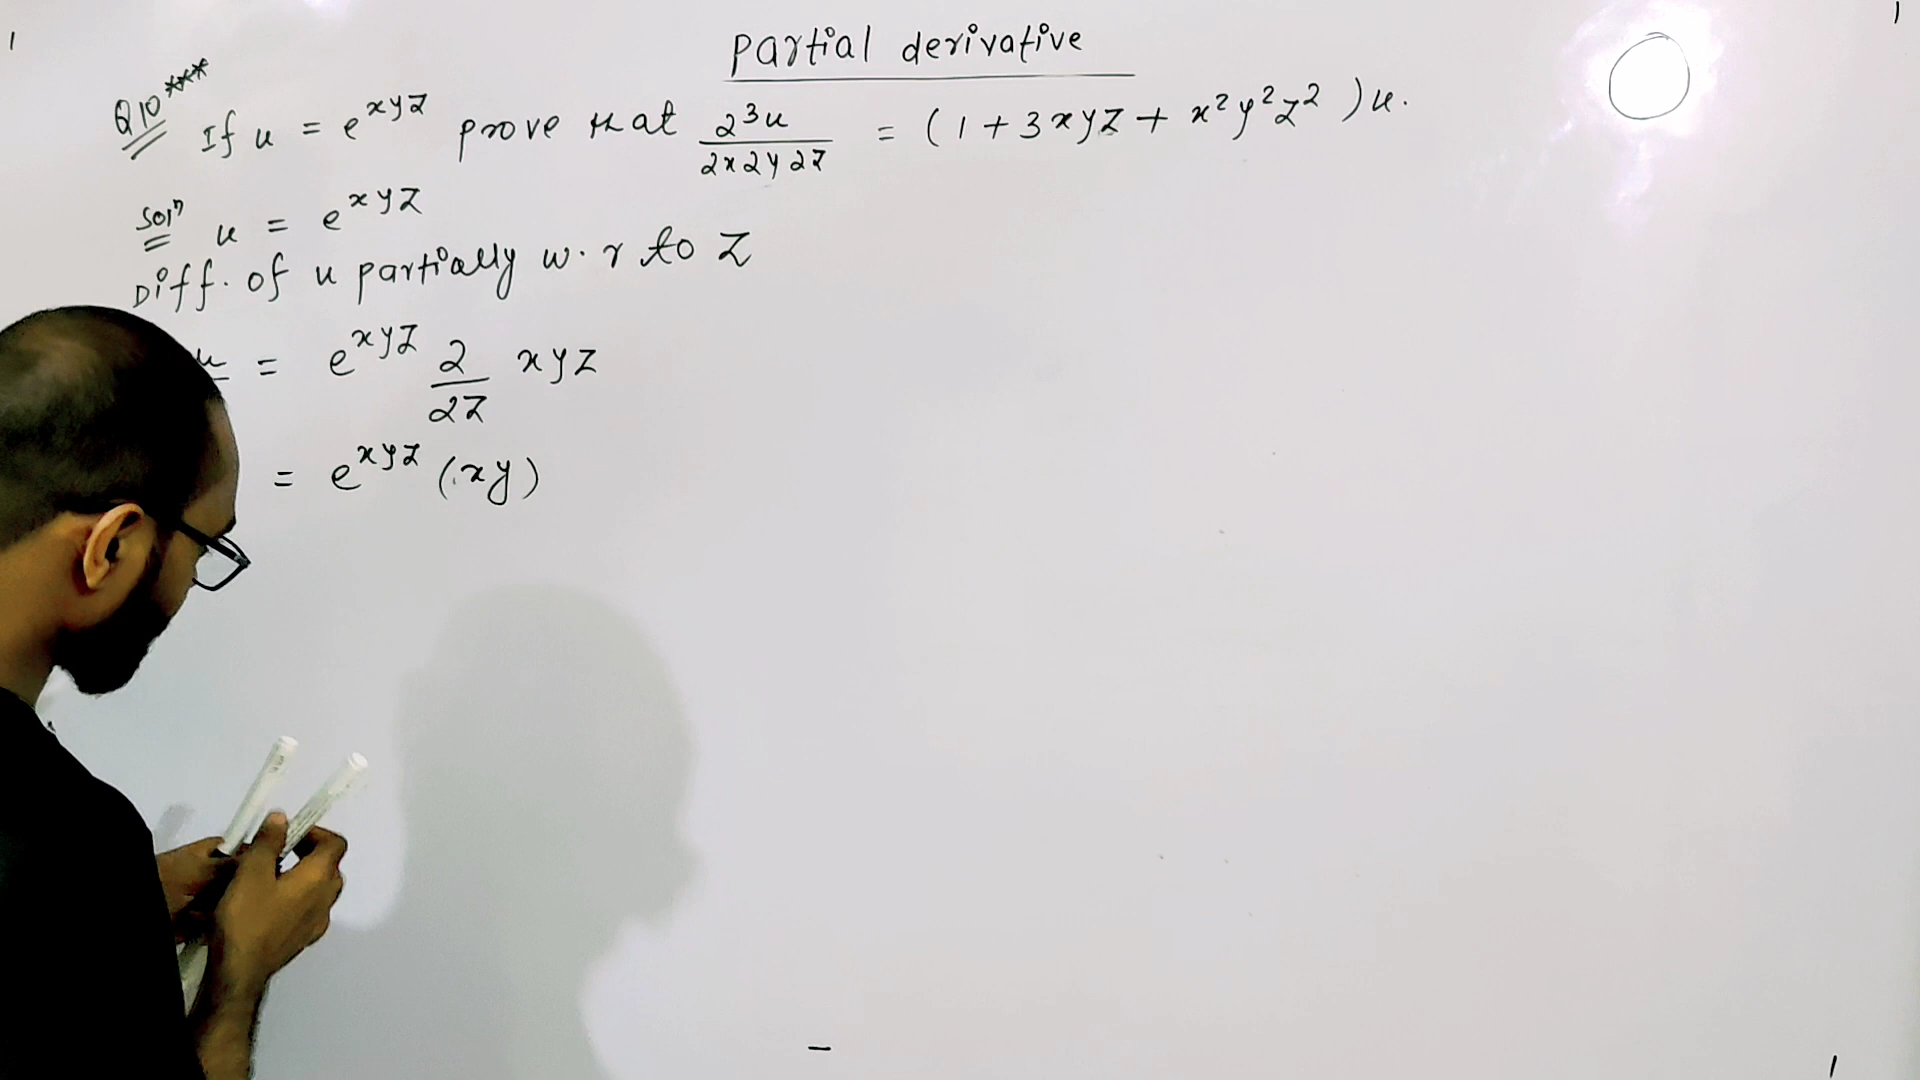 Partial derivative
Q10*** If u = e^xyz prove that ∂³u/∂x∂y∂z = (1+3xyz+x²y²z²)u.
Solⁿ u = e^xyz
Diff. of u partially w.r to z
u = e^xyz ∂/∂z xyz
= e^xyz (xy)